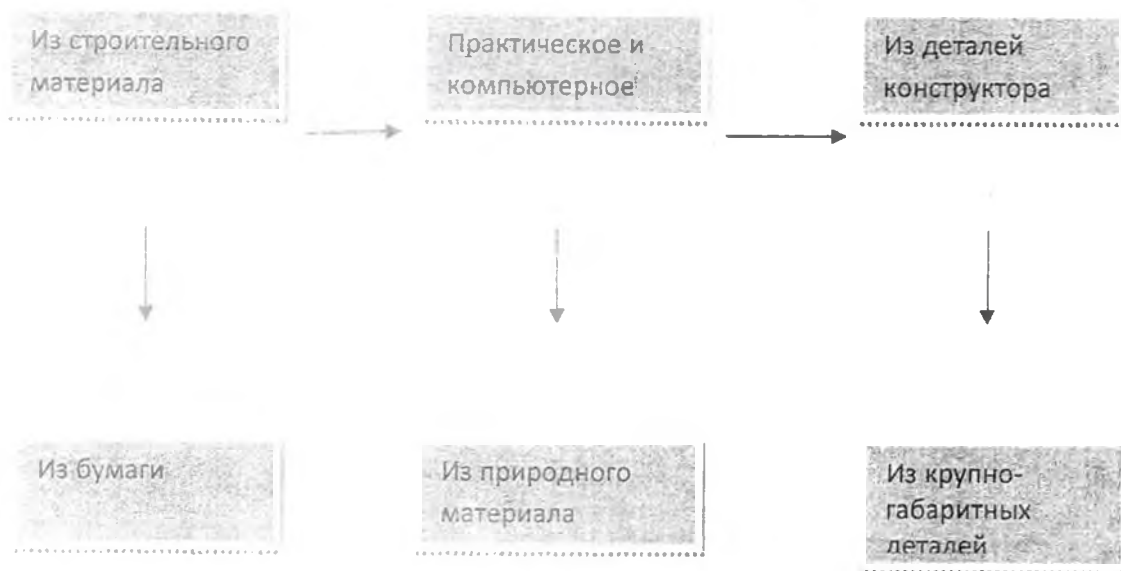 Из строительного
материала
Практическое и
компьютерное
Из деталей
конструктора
Из бумаги
Из природного
материала
Из крупно-
габаритных
деталей